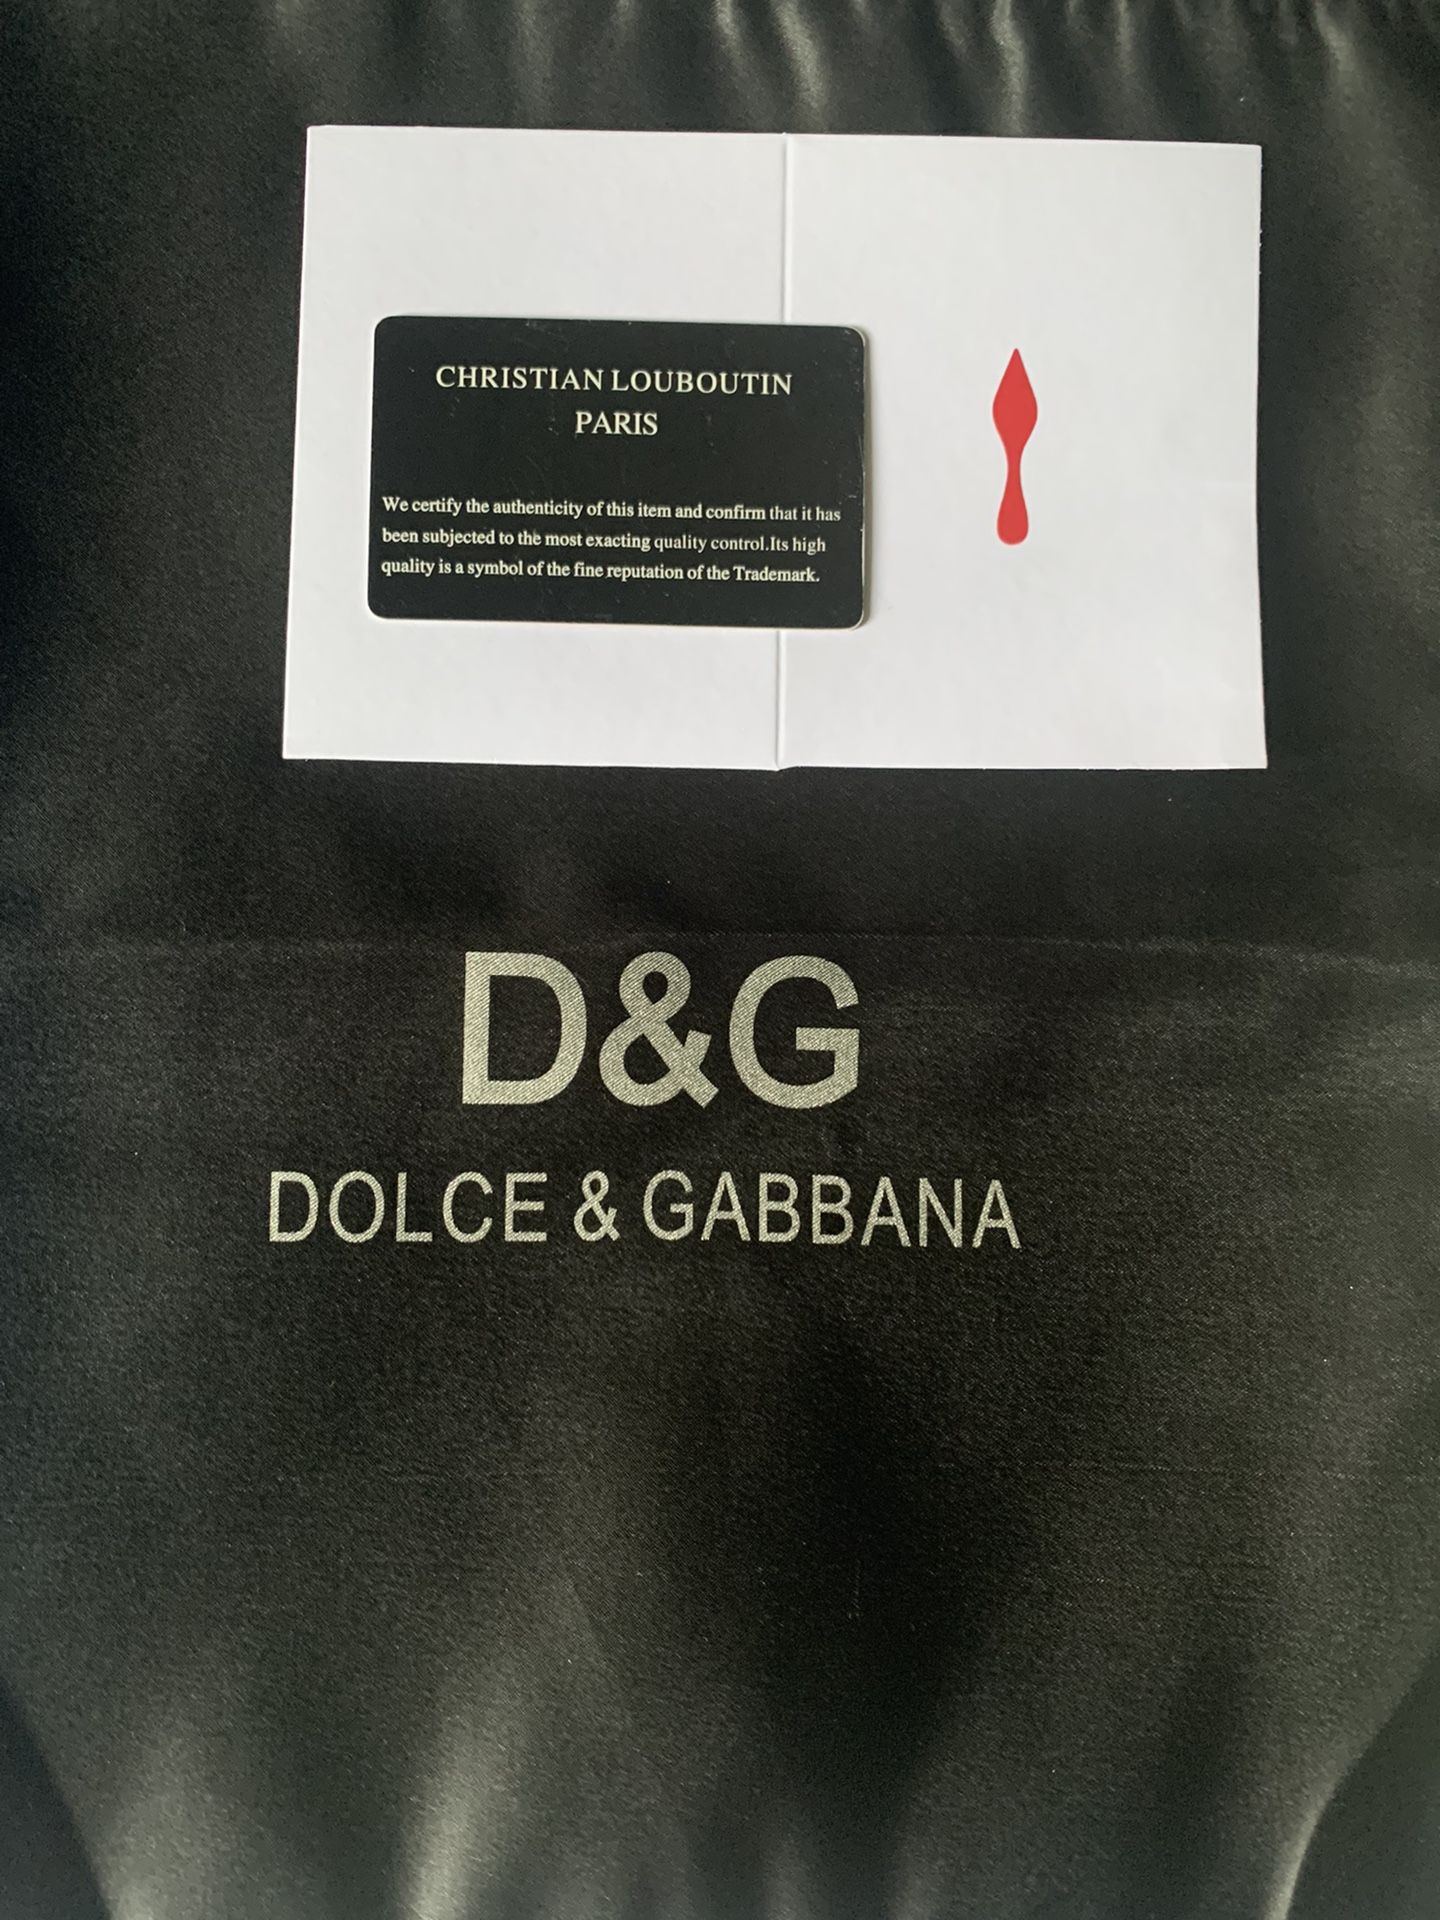 CHRISTIAN LOUBOUTIN
PARIS
We certify the authenticity of this item and confirm that it has
been subjected to the most exacting quality control.Its high
quality is a symbol of the fine reputation of the Trademark.
D&G
DOLCE & GABBANA